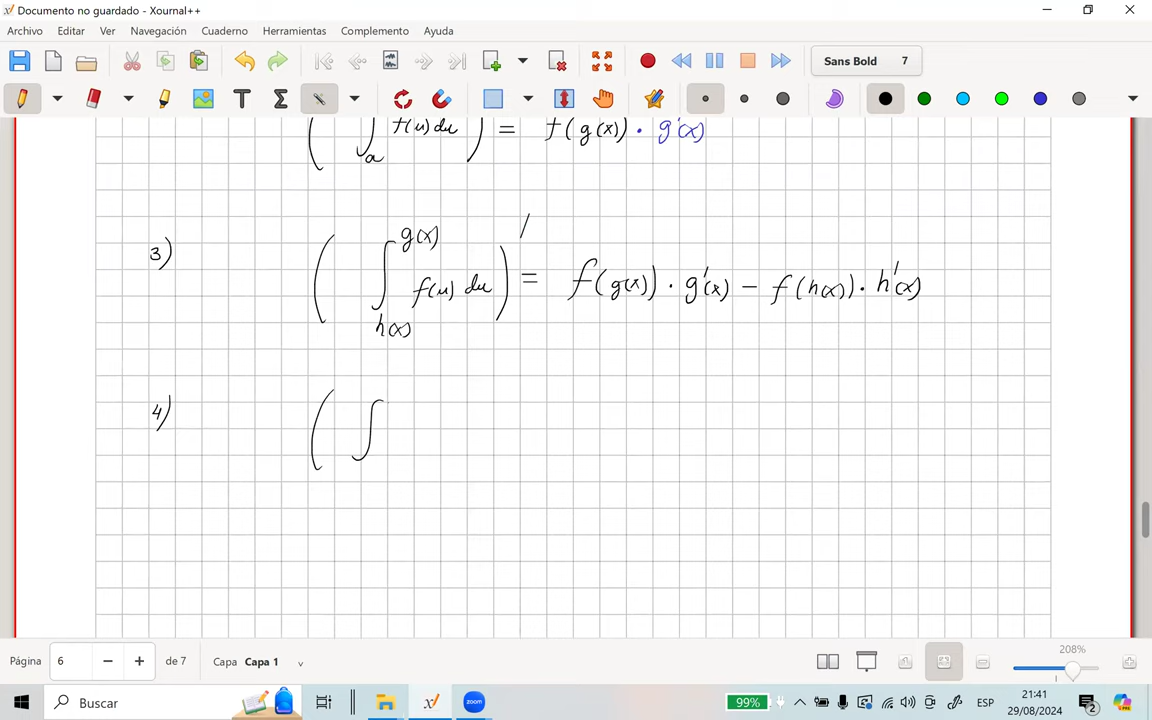 Documento no guardado - Xournal++
Archivo Editar Ver Navegación Cuaderno Herramientas Complemento Ayuda
Sans Bold 7
( ∫ₐ f(u) du ) = f(g(x)) · g'(x)
3) ( ∫_{h(x)}^{g(x)} f(u) du )' = f(g(x)) · g'(x) − f(h(x)) · h'(x)
4) ( ∫
Página 6 de 7 Capa Capa 1 208%
Buscar 99% ESP 21:41
29/08/2024 2